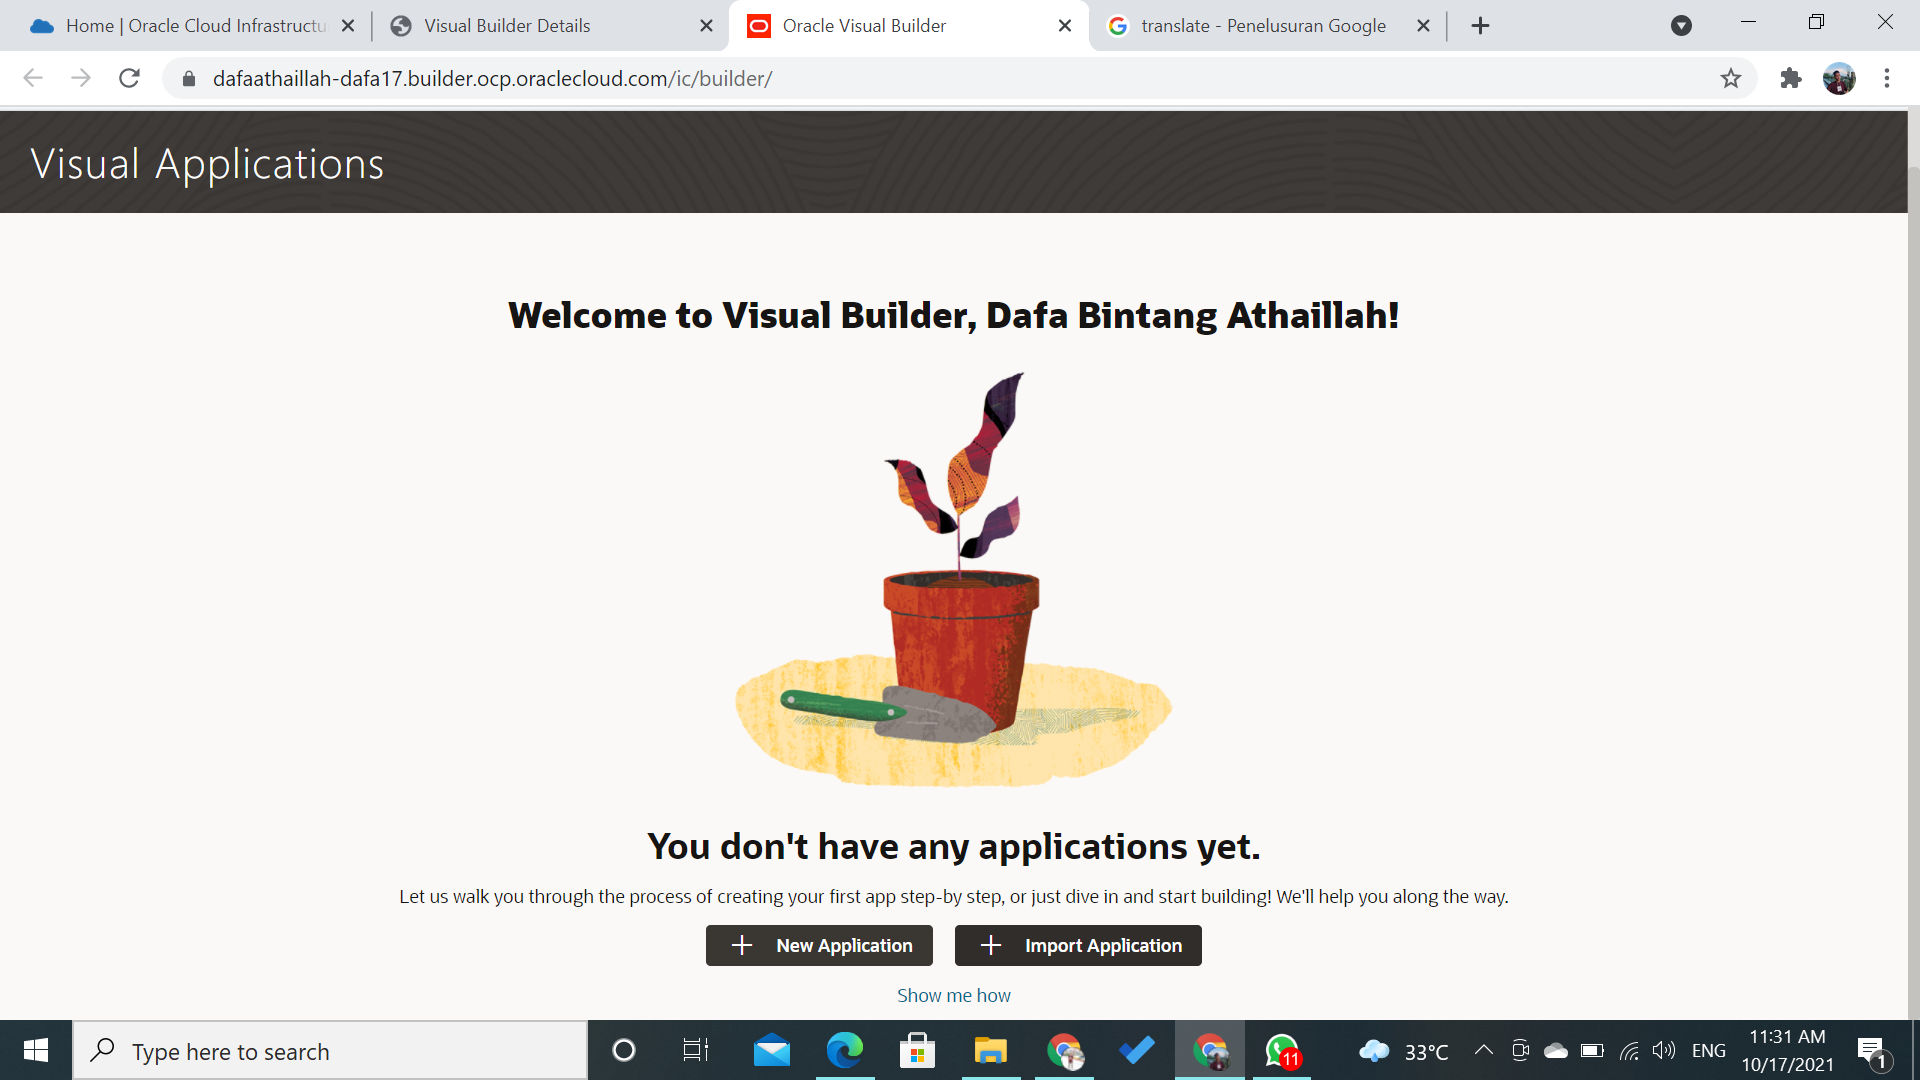 Home | Oracle Cloud Infrastructu
Visual Builder Details
Oracle Visual Builder
translate - Penelusuran Google
dafaathaillah-dafa17.builder.ocp.oraclecloud.com/ic/builder/
Visual Applications
Welcome to Visual Builder, Dafa Bintang Athaillah!
You don't have any applications yet.
Let us walk you through the process of creating your first app step-by step, or just dive in and start building! We'll help you along the way.
New Application
Import Application
Show me how
Type here to search
11
33°C
ENG
11:31 AM
10/17/2021
1